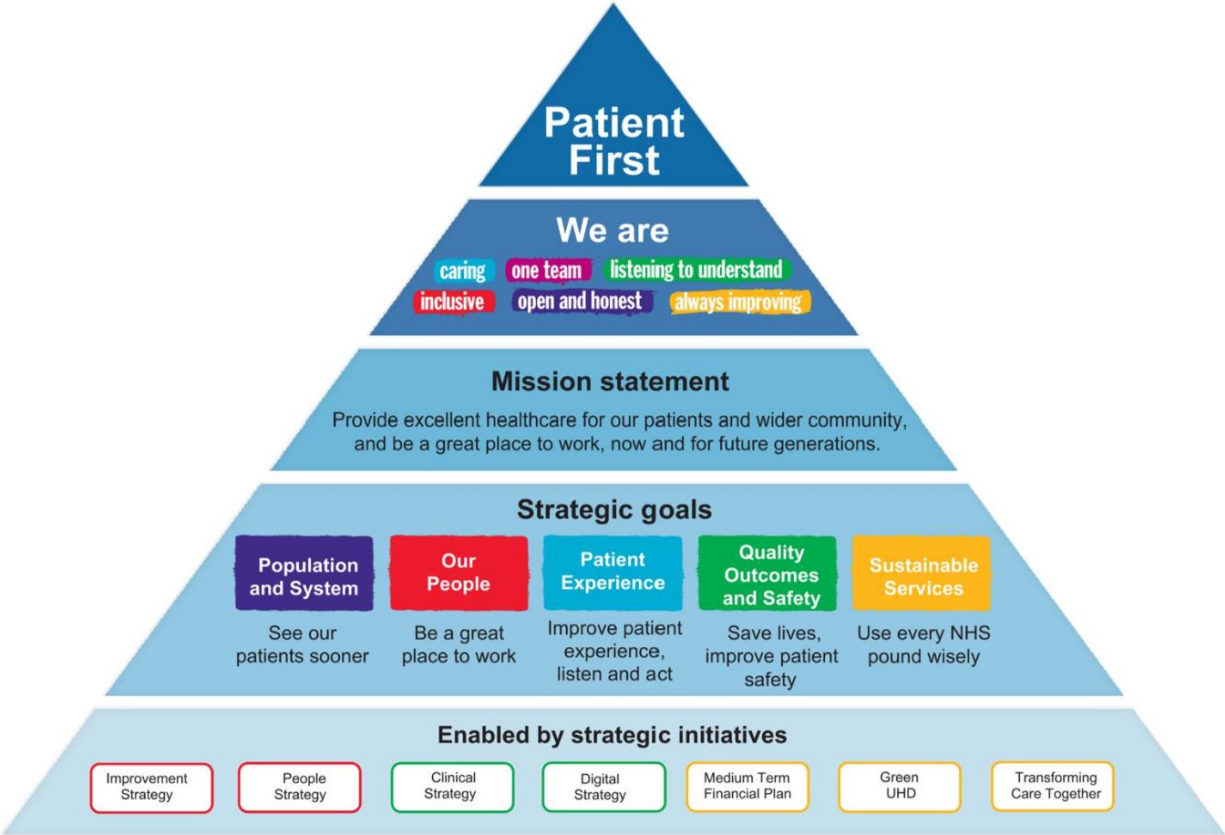 Patient
First
We are
caring one team listening to understand
inclusive open and honest always improving
Mission statement
Provide excellent healthcare for our patients and wider community,
and be a great place to work, now and for future generations.
Strategic goals
Population
and System
See our
patients sooner
Our
People
Be a great
place to work
Patient
Experience
Improve patient
experience,
listen and act
Quality
Outcomes
and Safety
Save lives,
improve patient
safety
Sustainable
Services
Use every NHS
pound wisely
Enabled by strategic initiatives
Improvement
Strategy
People
Strategy
Clinical
Strategy
Digital
Strategy
Medium Term
Financial Plan
Green
UHD
Transforming
Care Together